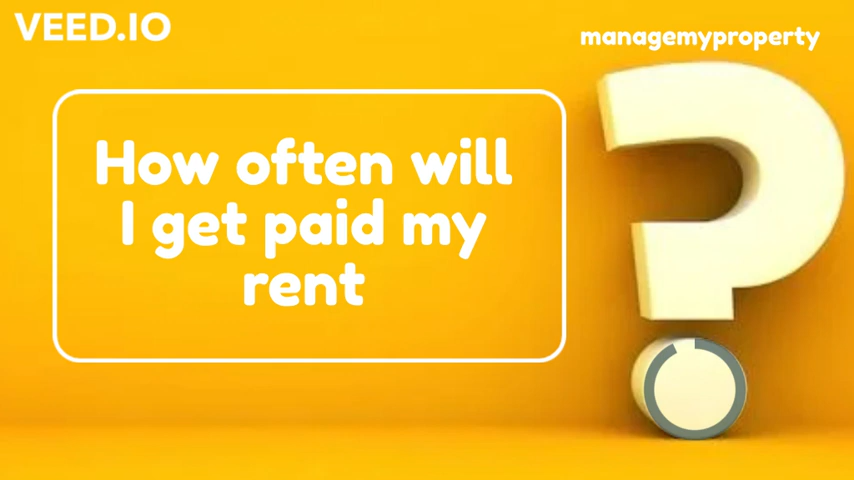 VEED.IO
managemyproperty
How often will
I get paid my
rent